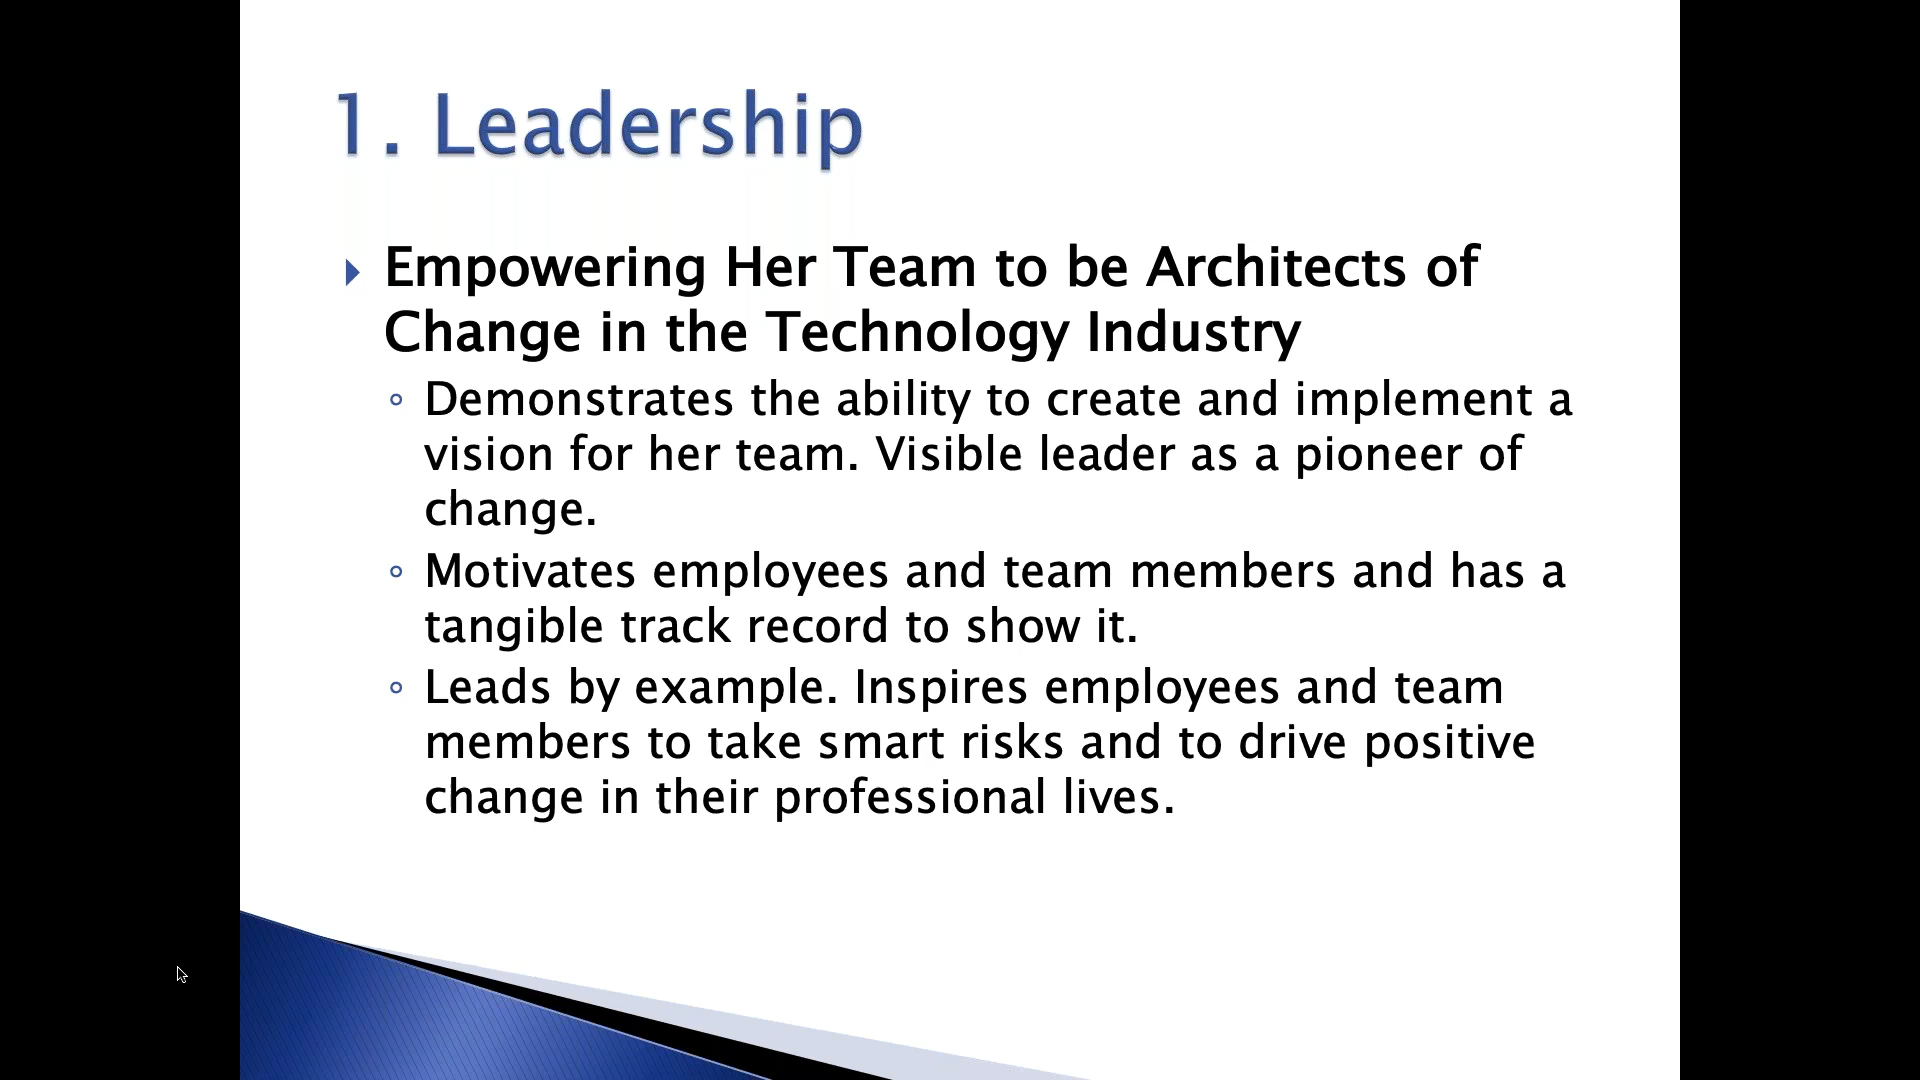 1. Leadership
Empowering Her Team to be Architects of
Change in the Technology Industry
Demonstrates the ability to create and implement a
vision for her team. Visible leader as a pioneer of
change.
Motivates employees and team members and has a
tangible track record to show it.
Leads by example. Inspires employees and team
members to take smart risks and to drive positive
change in their professional lives.